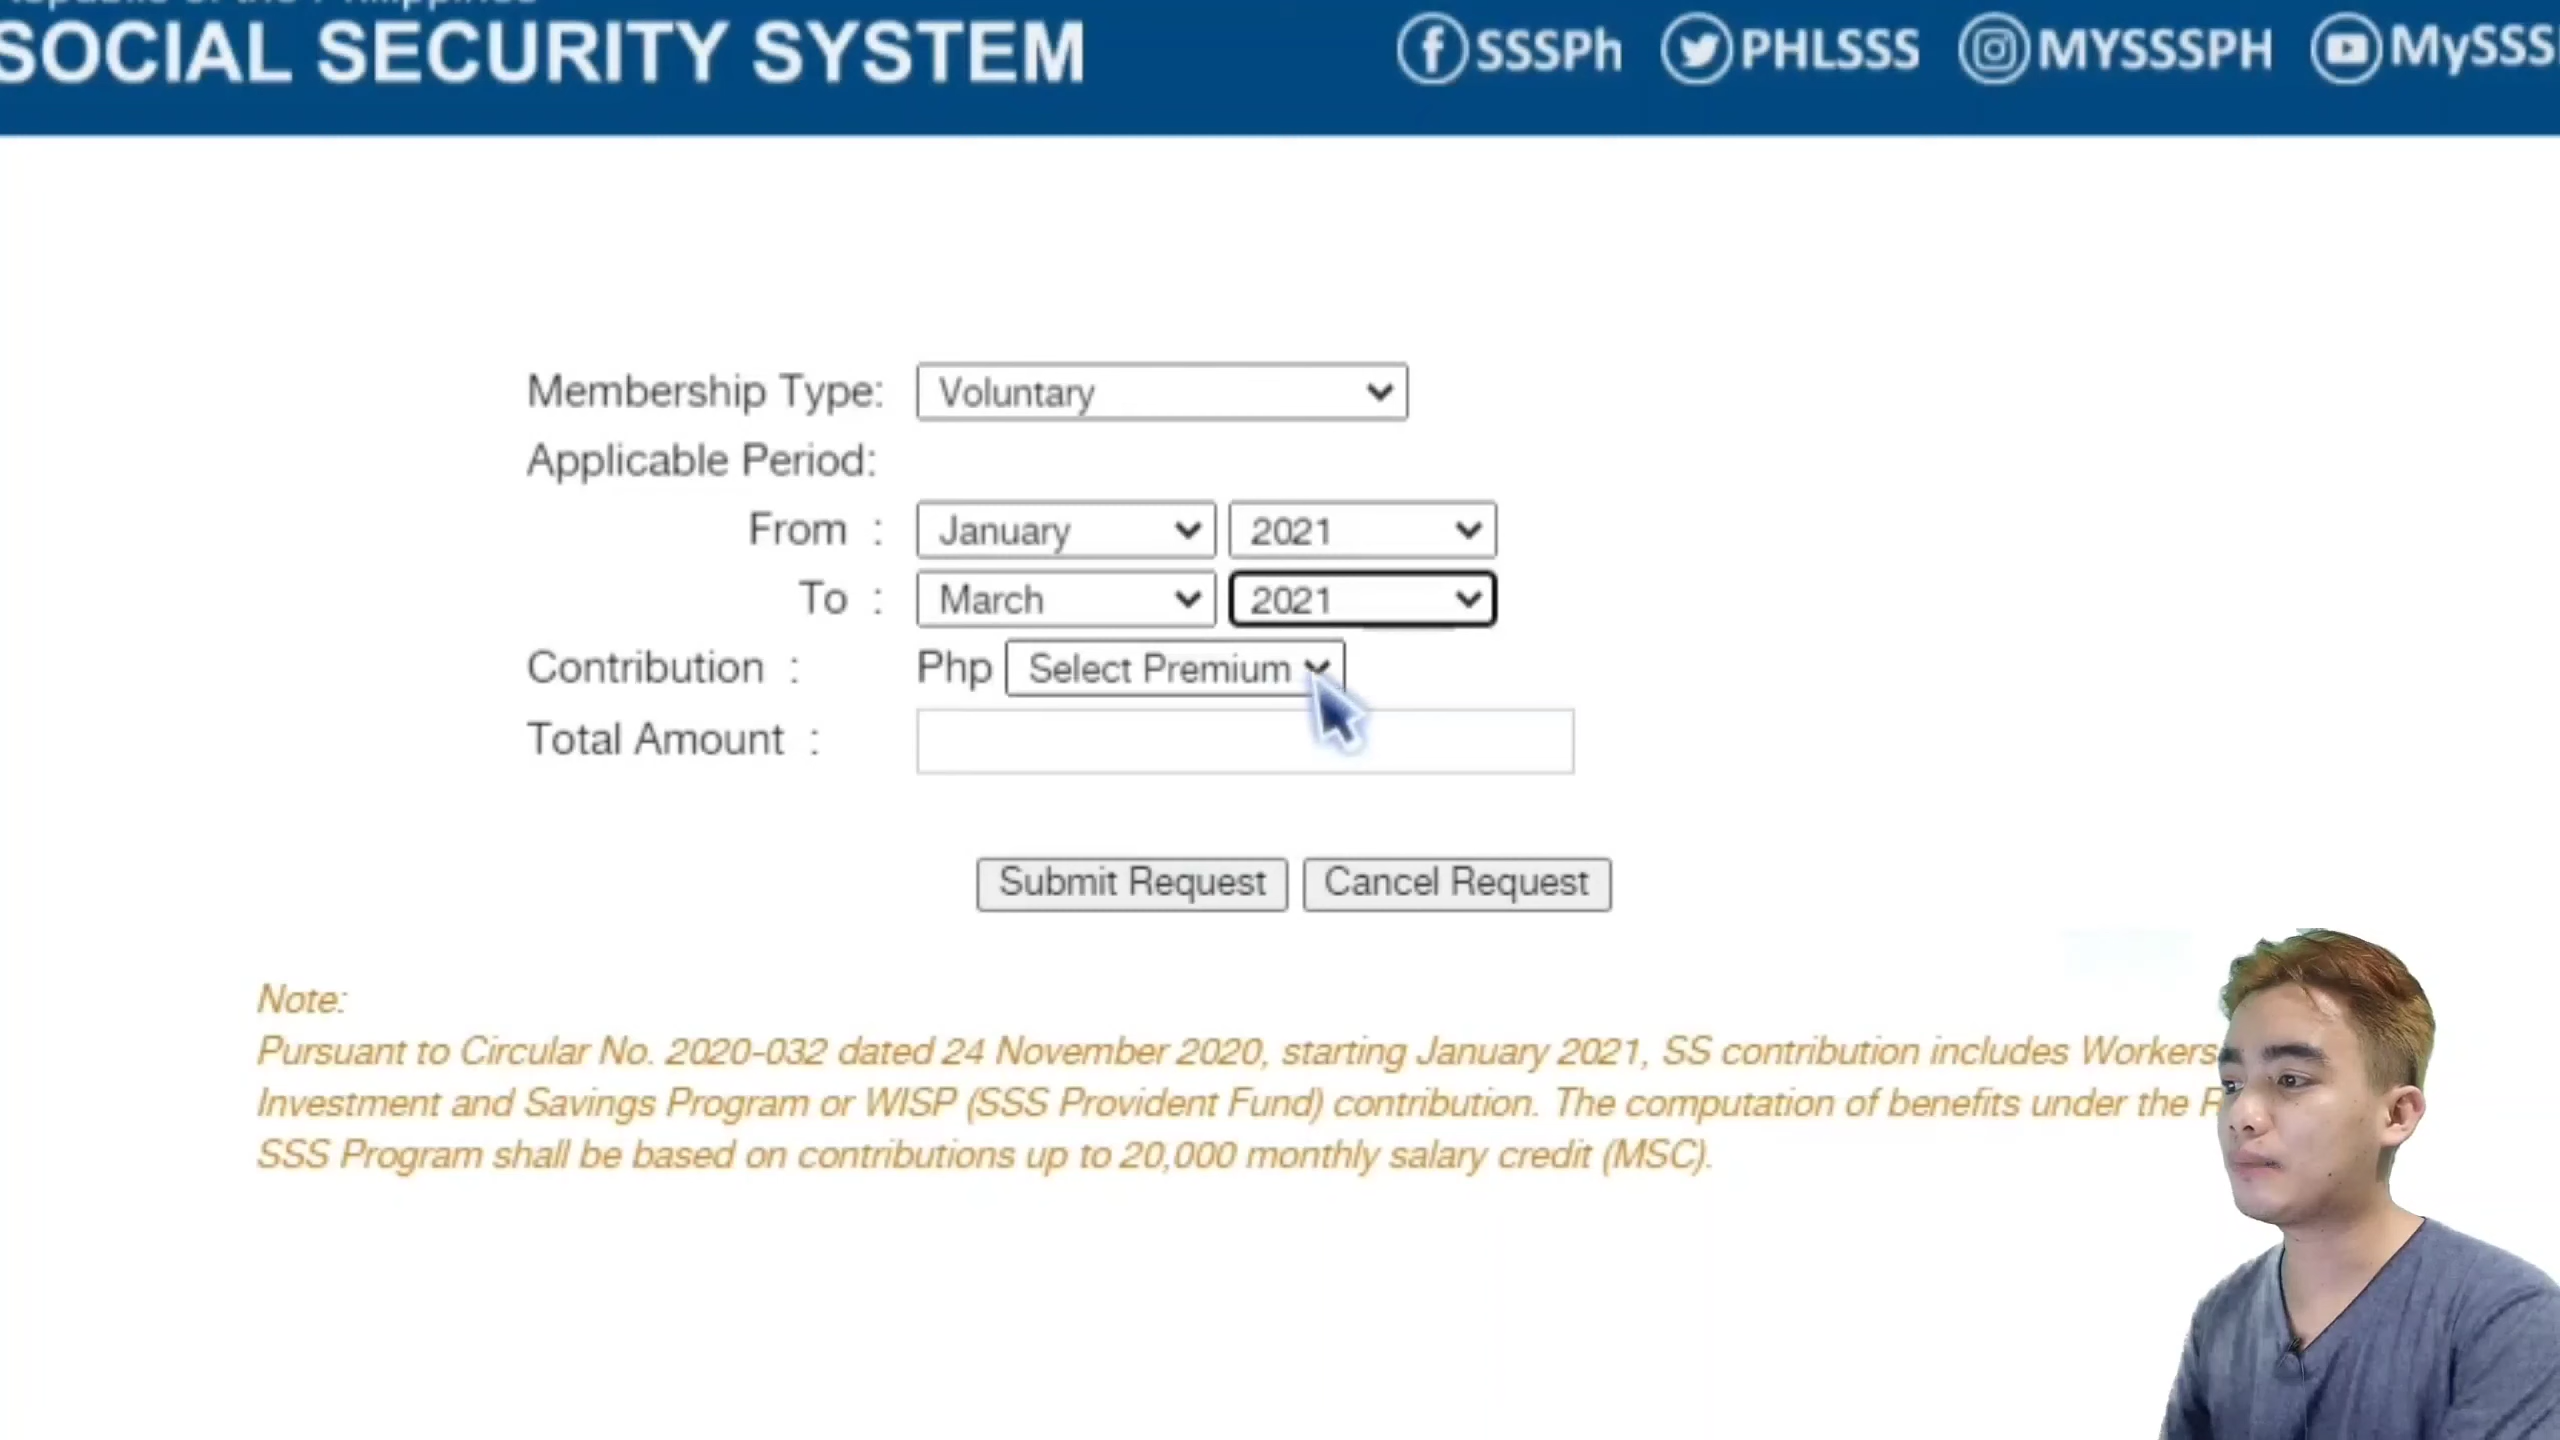 Republic of the Philippines
SOCIAL SECURITY SYSTEM
SSSPh
PHLSSS
MYSSSPH
Membership Type: Voluntary
Applicable Period:
From : January 2021
To : March 2021
Contribution : Php Select Premium
Total Amount :
Submit Request Cancel Request
Note:
Pursuant to Circular No. 2020-032 dated 24 November 2020, starting January 2021, SS contribution includes Workers
Investment and Savings Program or WISP (SSS Provident Fund) contribution. The computation of benefits under the
SSS Program shall be based on contributions up to 20,000 monthly salary credit (MSC).